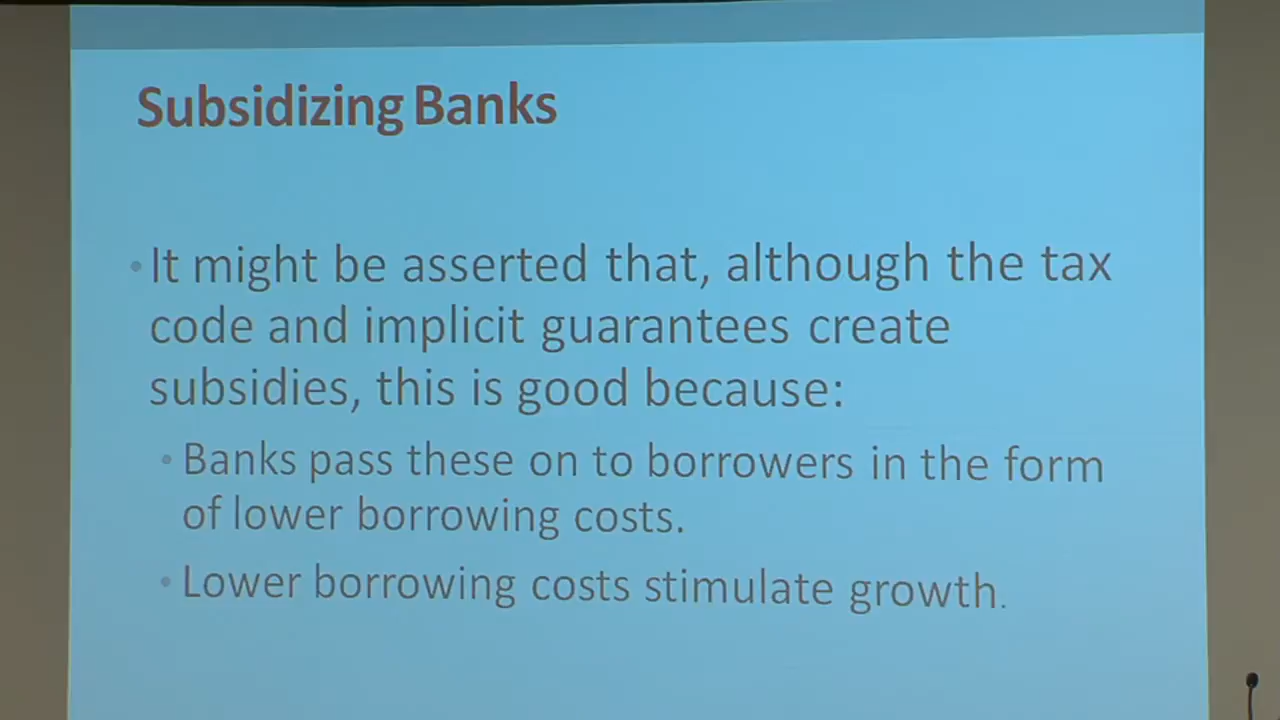 Subsidizing Banks
• It might be asserted that, although the tax
code and implicit guarantees create
subsidies, this is good because:
• Banks pass these on to borrowers in the form
of lower borrowing costs.
• Lower borrowing costs stimulate growth.